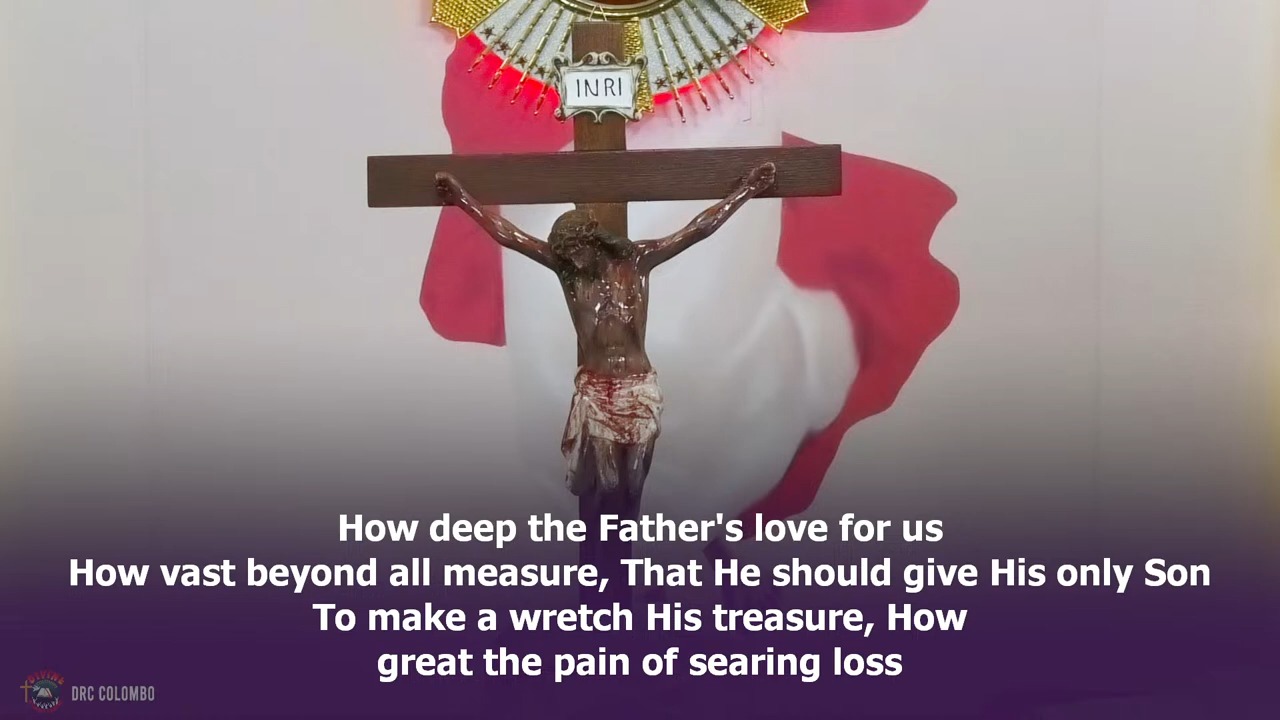 INRI
How deep the Father's love for us
How vast beyond all measure, That He should give His only Son
To make a wretch His treasure, How
great the pain of searing loss
DIVINE
DRC COLOMBO